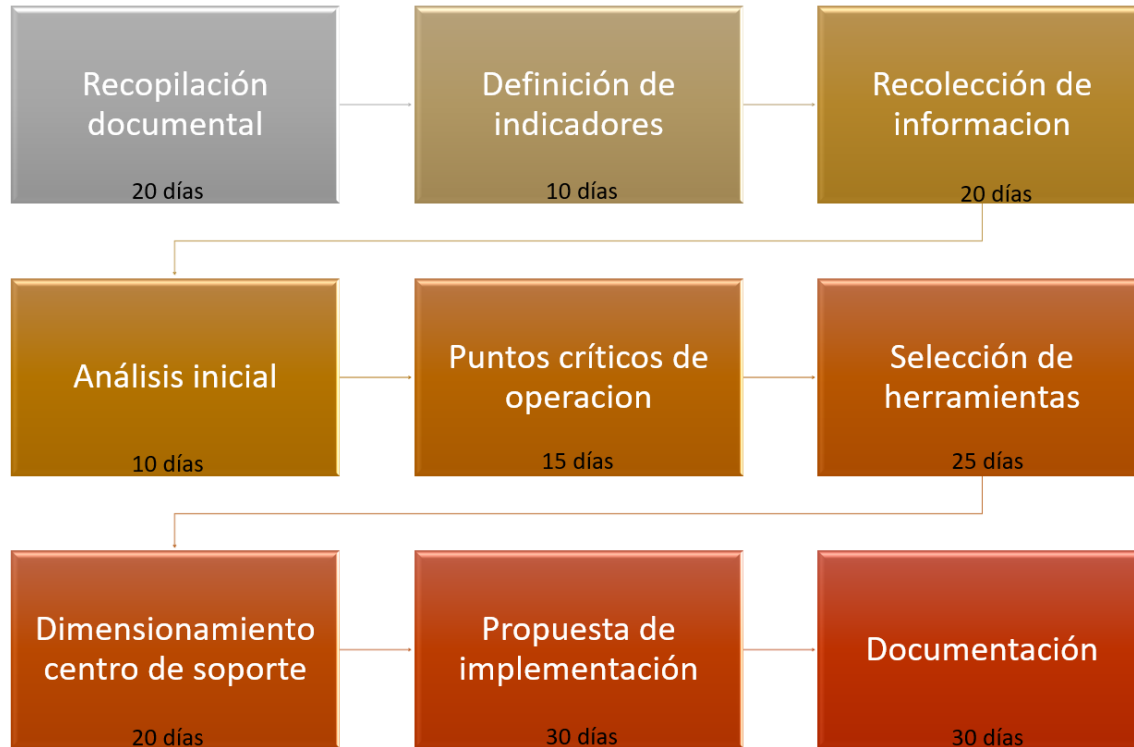 Recopilación
documental
20 días
Definición de
indicadores
10 días
Recolección de
informacion
20 días
Análisis inicial
10 días
Puntos críticos de
operacion
15 días
Selección de
herramientas
25 días
Dimensionamiento
centro de soporte
20 días
Propuesta de
implementación
30 días
Documentación
30 días